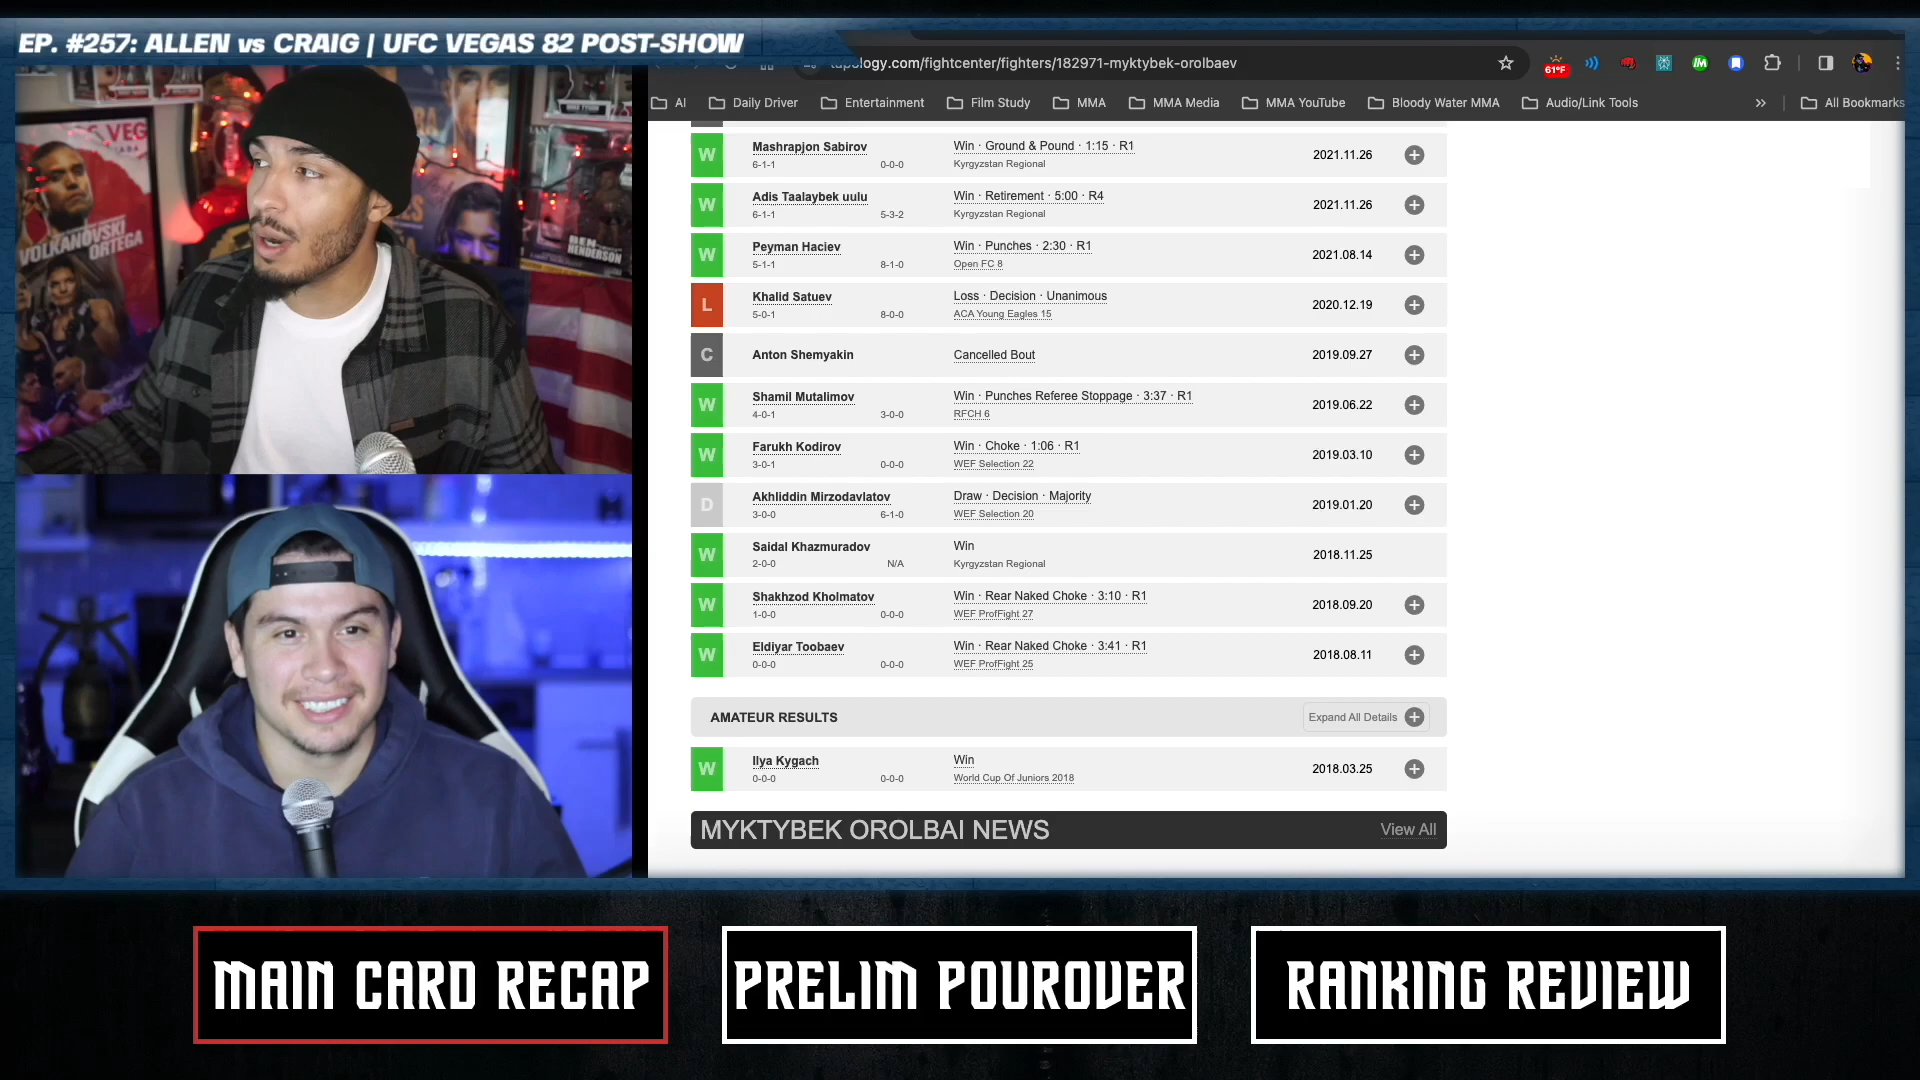 EP. #257: ALLEN vs CRAIG | UFC VEGAS 82 POST-SHOW
tapology.com/fightcenter/fighters/182971-myktybek-orolbaev
61°F
AI
Daily Driver
Entertainment
Film Study
MMA
MMA Media
MMA YouTube
Bloody Water MMA
Audio/Link Tools
»
All Bookmarks
W Mashrapjon Sabirov Win · Ground & Pound · 1:15 · R1 2021.11.26
6-1-1 0-0-0 Kyrgyzstan Regional
W Adis Taalaybek uulu Win · Retirement · 5:00 · R4 2021.11.26
6-1-1 5-3-2 Kyrgyzstan Regional
W Peyman Haciev Win · Punches · 2:30 · R1 2021.08.14
5-1-1 8-1-0 Open FC 8
L Khalid Satuev Loss · Decision · Unanimous 2020.12.19
5-0-1 8-0-0 ACA Young Eagles 15
C Anton Shemyakin Cancelled Bout 2019.09.27
W Shamil Mutalimov Win · Punches Referee Stoppage · 3:37 · R1 2019.06.22
4-0-1 3-0-0 RFCH 6
W Farukh Kodirov Win · Choke · 1:06 · R1 2019.03.10
3-0-1 0-0-0 WEF Selection 22
D Akhliddin Mirzodavlatov Draw · Decision · Majority 2019.01.20
3-0-0 6-1-0 WEF Selection 20
W Saidal Khazmuradov Win 2018.11.25
2-0-0 N/A Kyrgyzstan Regional
W Shakhzod Kholmatov Win · Rear Naked Choke · 3:10 · R1 2018.09.20
1-0-0 0-0-0 WEF ProfFight 27
W Eldiyar Toobaev Win · Rear Naked Choke · 3:41 · R1 2018.08.11
0-0-0 0-0-0 WEF ProfFight 25
AMATEUR RESULTS Expand All Details
W Ilya Kygach Win 2018.03.25
0-0-0 0-0-0 World Cup Of Juniors 2018
MYKTYBEK OROLBAI NEWS View All
VOLKANOVSKI
ORTEGA
BEN
HENDERSON
MAIN CARD RECAP
PRELIM POUROVER
RANKING REVIEW